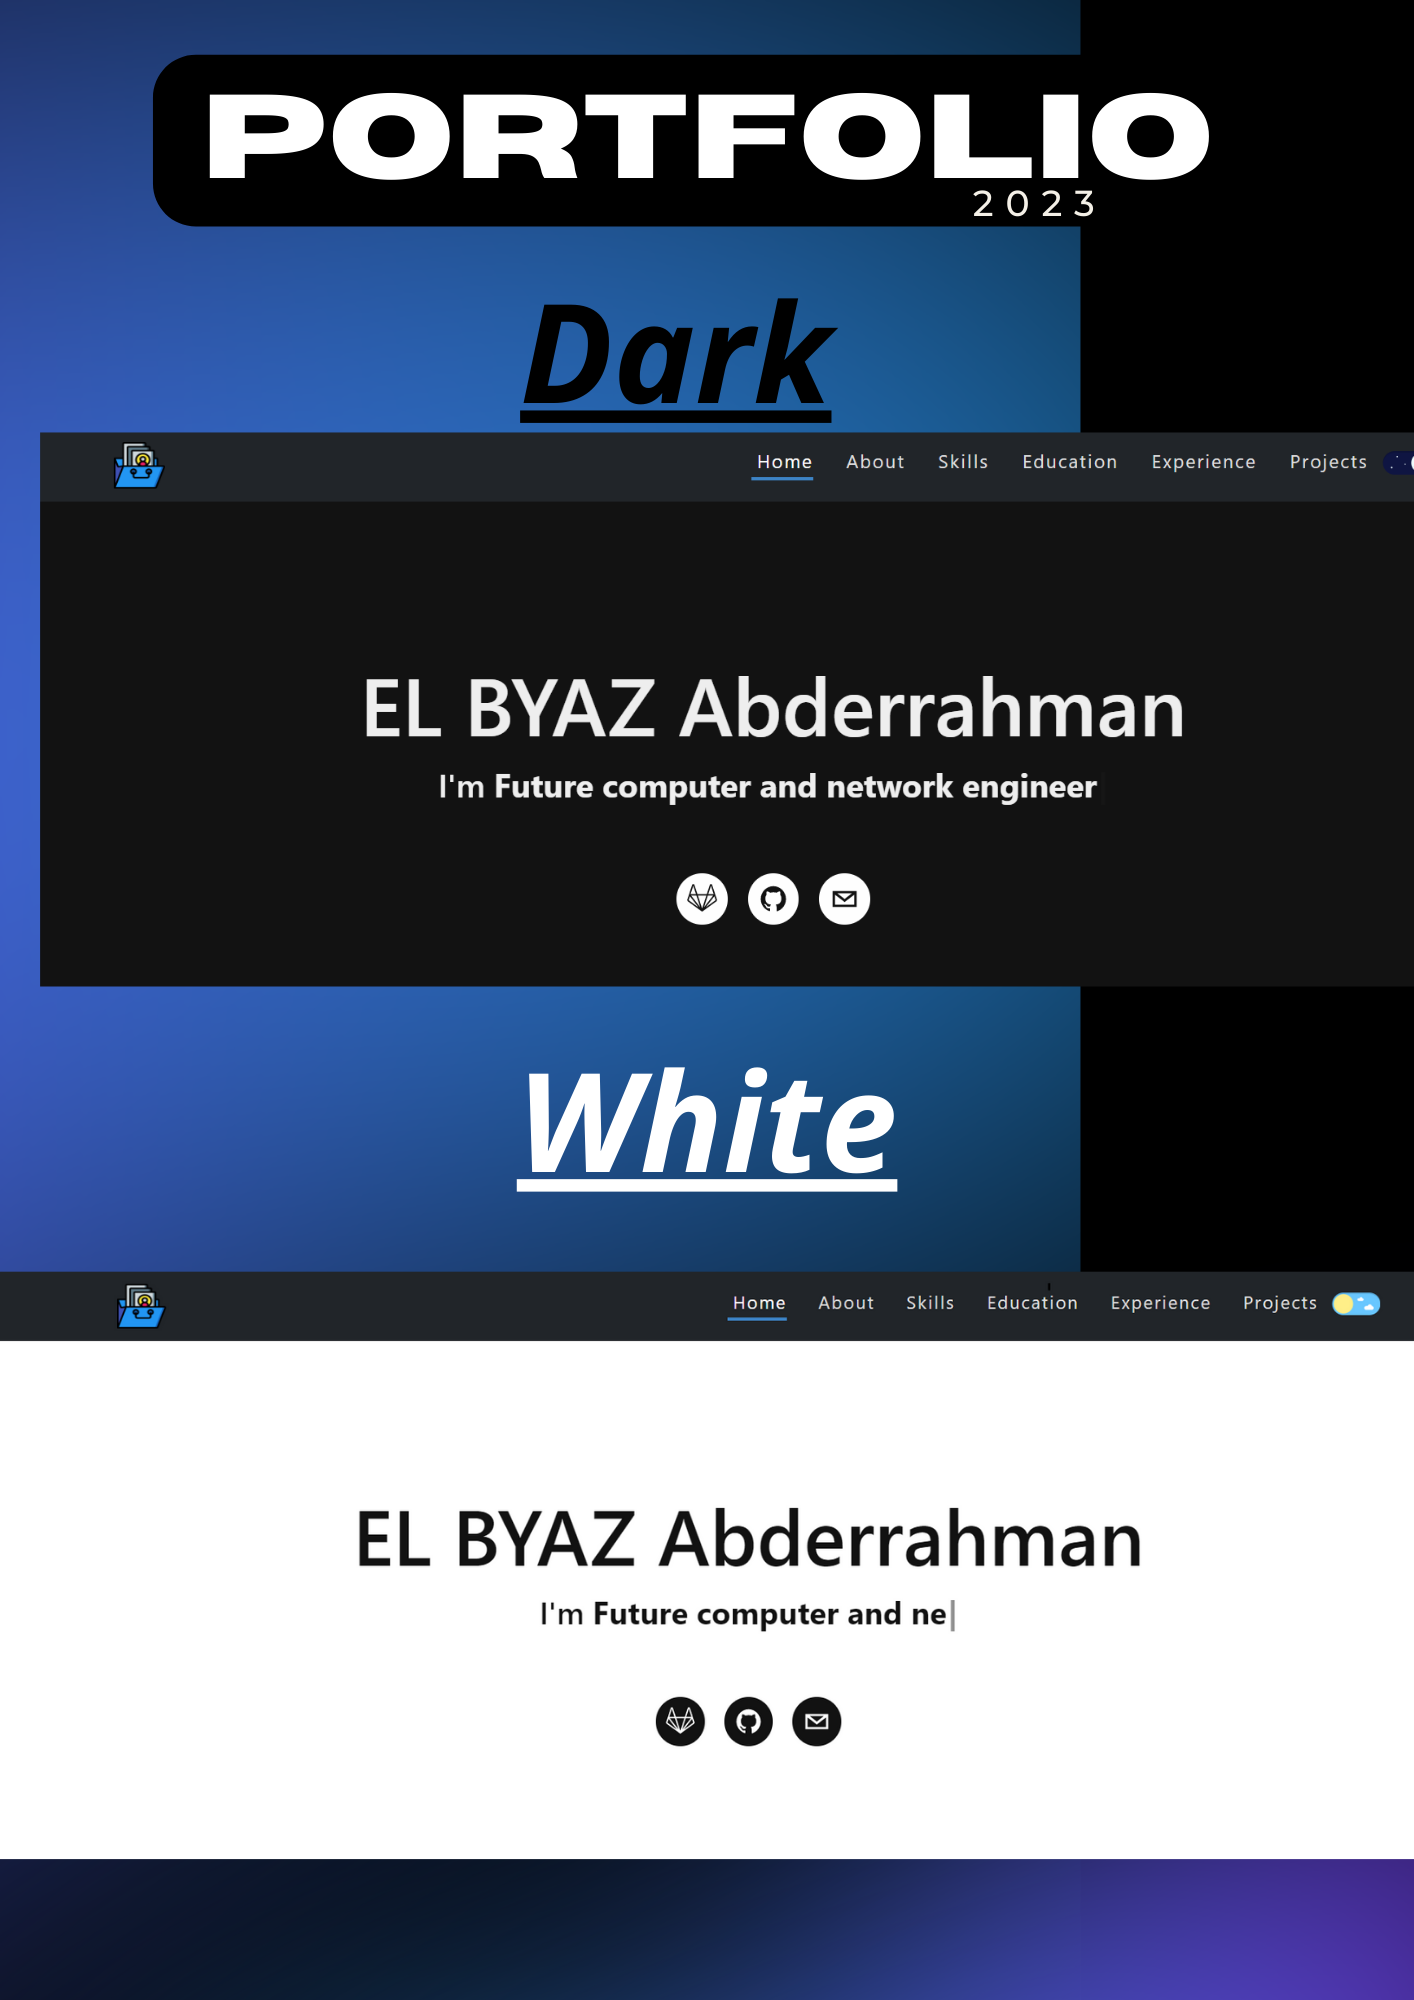 PORTFOLIO
2023
Dark
Home About Skills Education Experience Projects
EL BYAZ Abderrahman
I'm Future computer and network engineer
White
Home About Skills Education Experience Projects
EL BYAZ Abderrahman
I'm Future computer and ne|